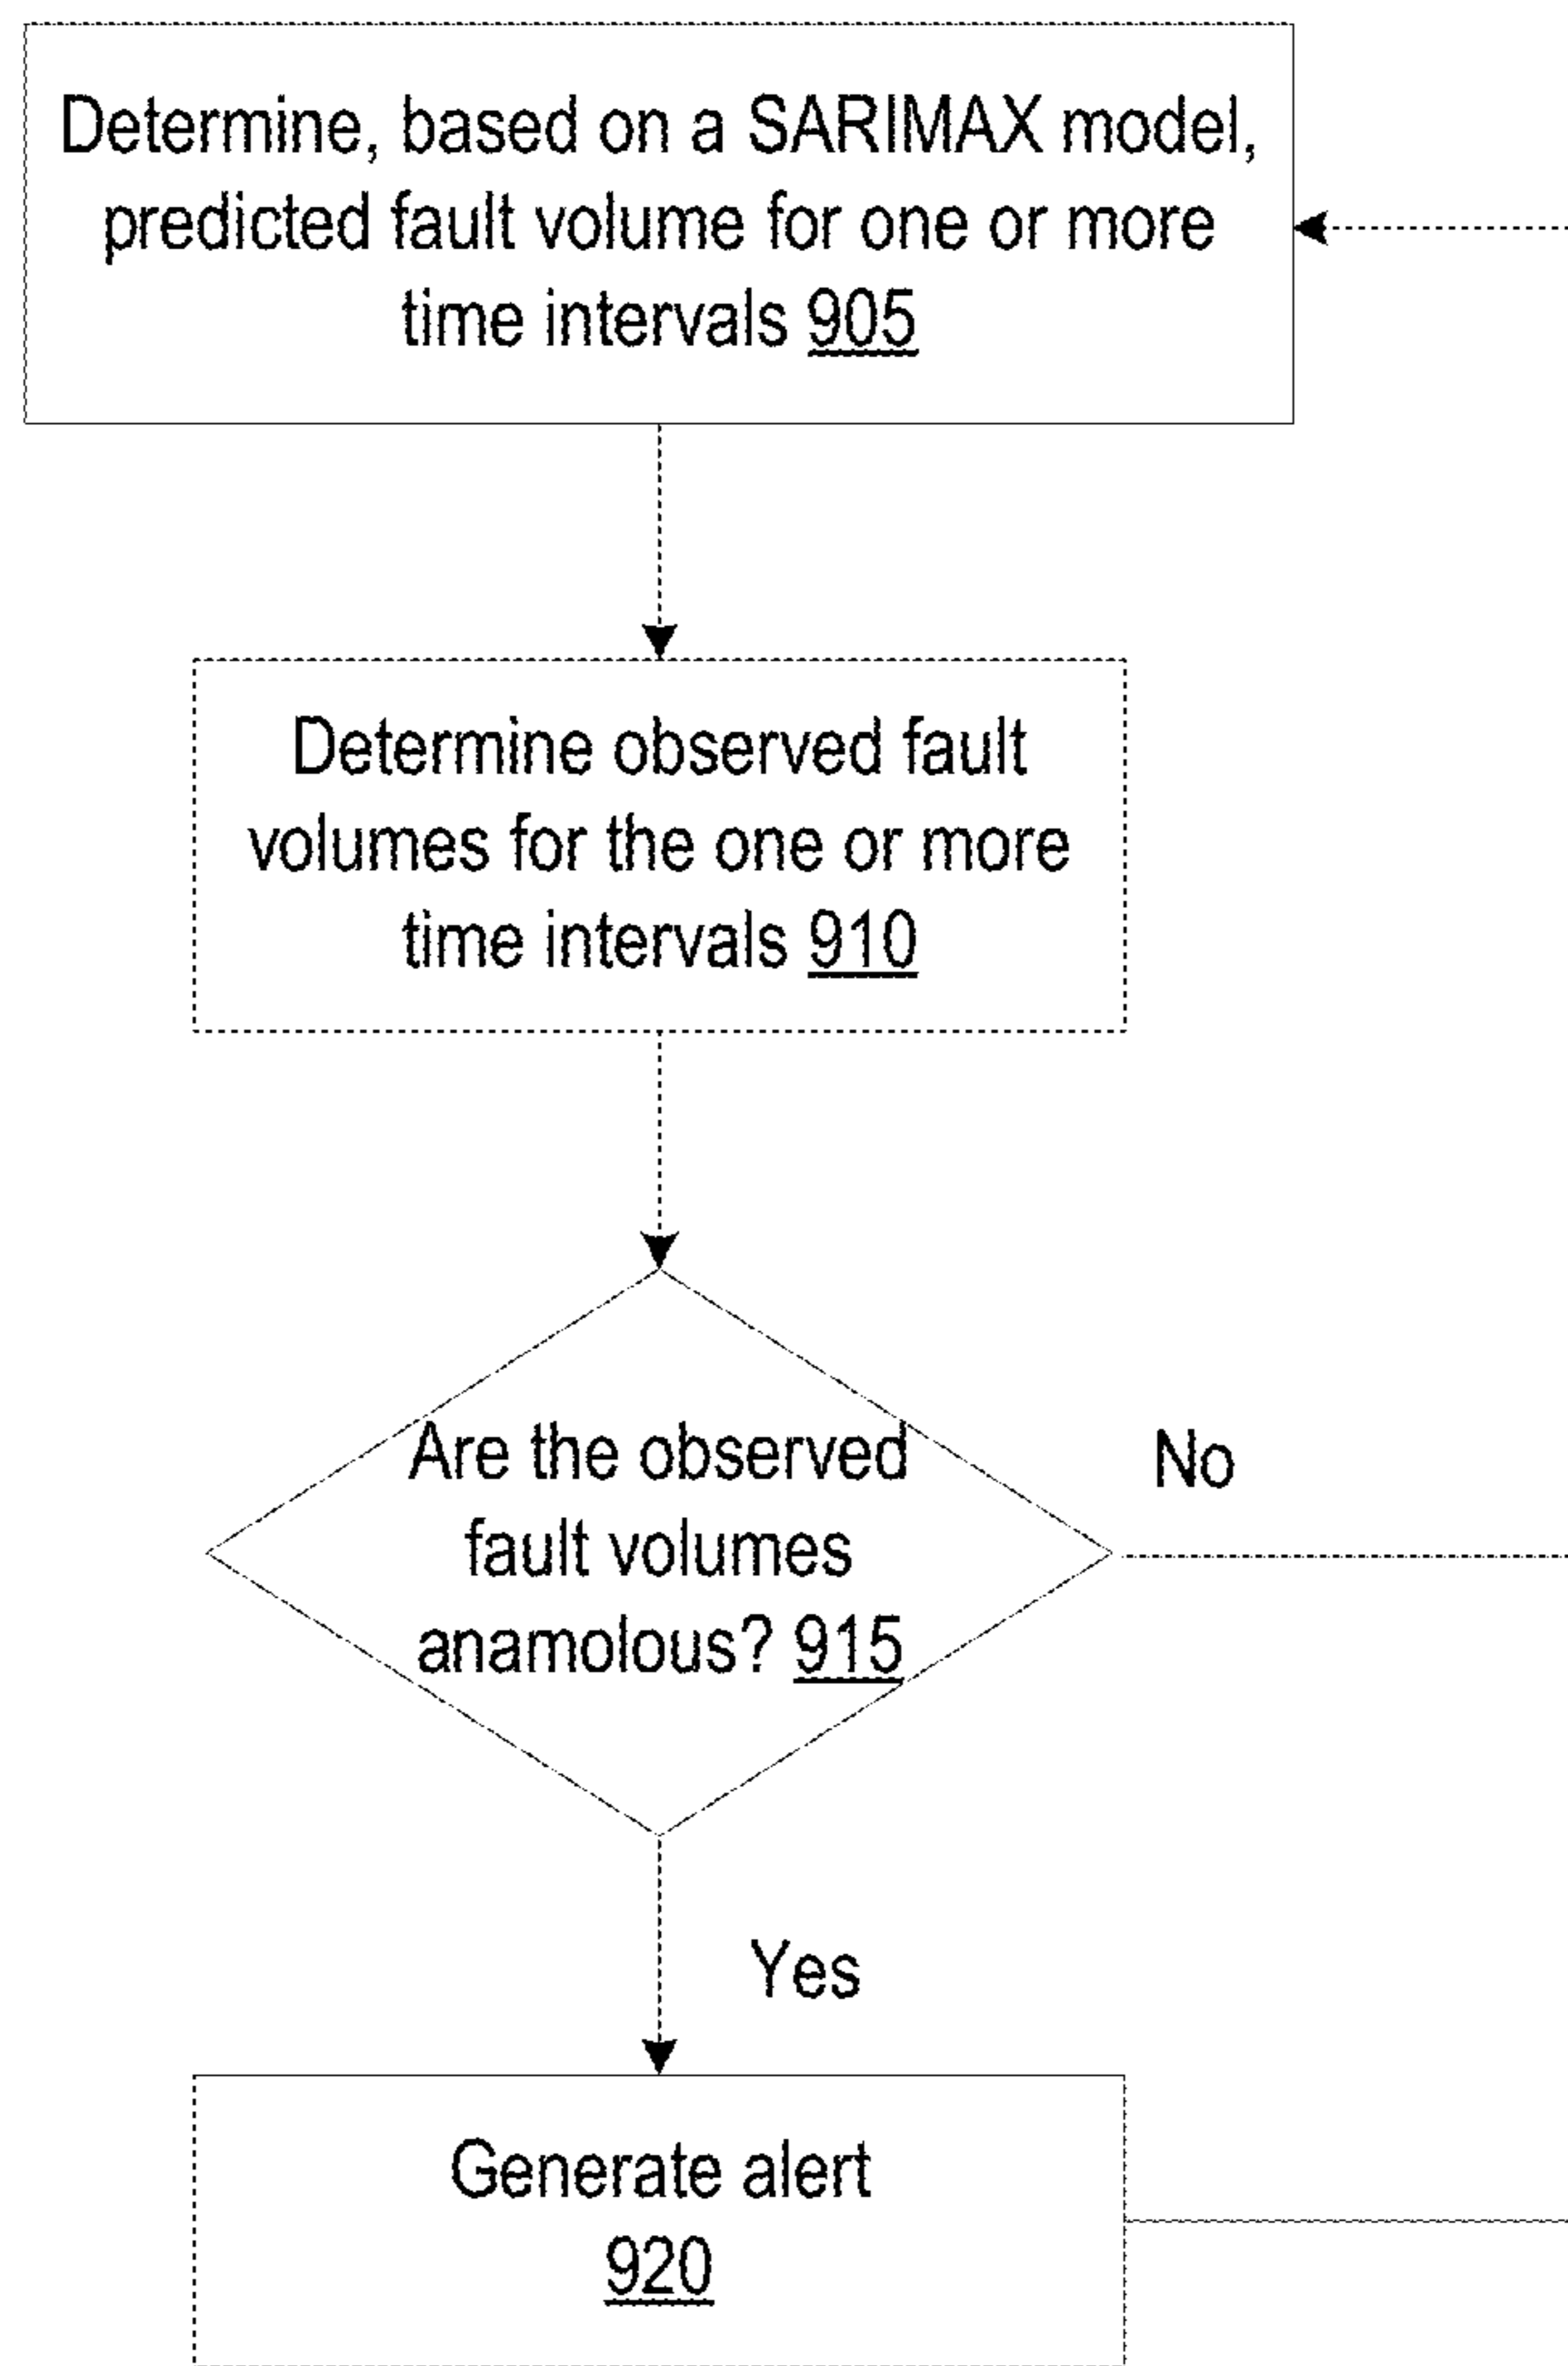 Determine, based on a SARIMAX model,
predicted fault volume for one or more
time intervals 905
Determine observed fault
volumes for the one or more
time intervals 910
Are the observed
fault volumes
anamolous? 915
No
Yes
Generate alert
920